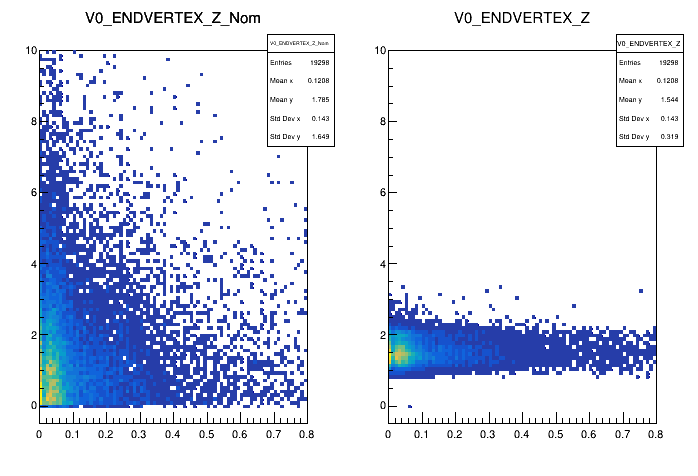 V0_ENDVERTEX_Z_Nom
V0_ENDVERTEX_Z_Nom
Entries 19298
Mean x 0.1208
Mean y 1.785
Std Dev x 0.143
Std Dev y 1.649
10
8
6
4
2
0
0 0.1 0.2 0.3 0.4 0.5 0.6 0.7 0.8
V0_ENDVERTEX_Z
V0_ENDVERTEX_Z
Entries 19298
Mean x 0.1208
Mean y 1.544
Std Dev x 0.143
Std Dev y 0.319
10
8
6
4
2
0
0 0.1 0.2 0.3 0.4 0.5 0.6 0.7 0.8